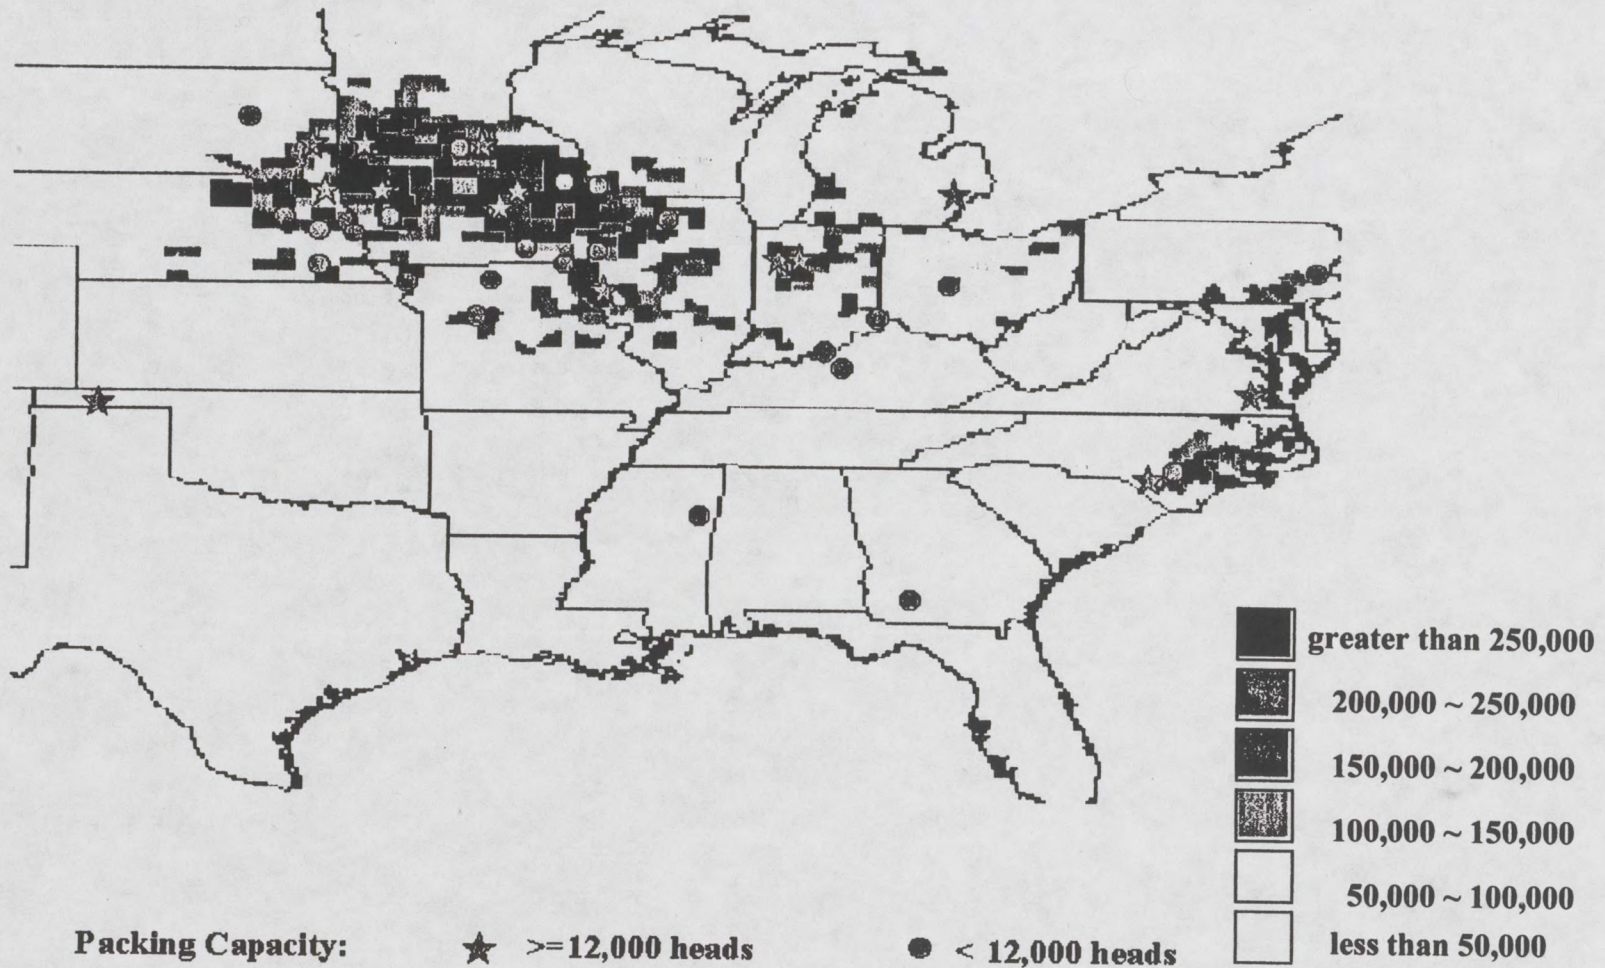 greater than 250,000
200,000 ~ 250,000
150,000 ~ 200,000
100,000 ~ 150,000
50,000 ~ 100,000
less than 50,000
Packing Capacity: >=12,000 heads < 12,000 heads